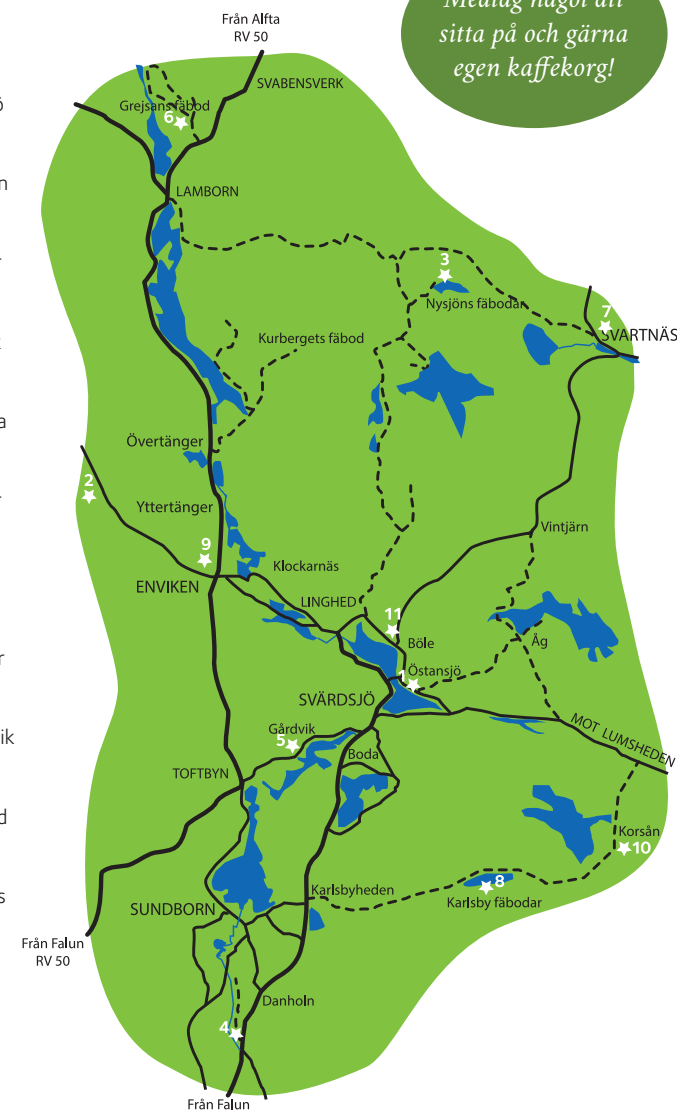 Medtag något att
sitta på och gärna
egen kaffekorg!
Från Alfta
RV 50
SVABENSVERK
Grejsans fäbod
6
LAMBORN
3
Nysjöns fäbodar
7
SVARTNÄS
Kurbergets fäbod
Övertänger
2
Yttertänger
Vintjärn
9
Klockarnäs
ENVIKEN
LINGHED
11
Böle
Åg
Östansjö
1
SVÄRDSJÖ
MOT LUMSHEDEN
Gårdvik
5
Boda
TOFTBYN
Korsån
10
8
Karlsbyheden
Karlsby fäbodar
SUNDBORN
Från Falun
RV 50
Danholn
4
Från Falun